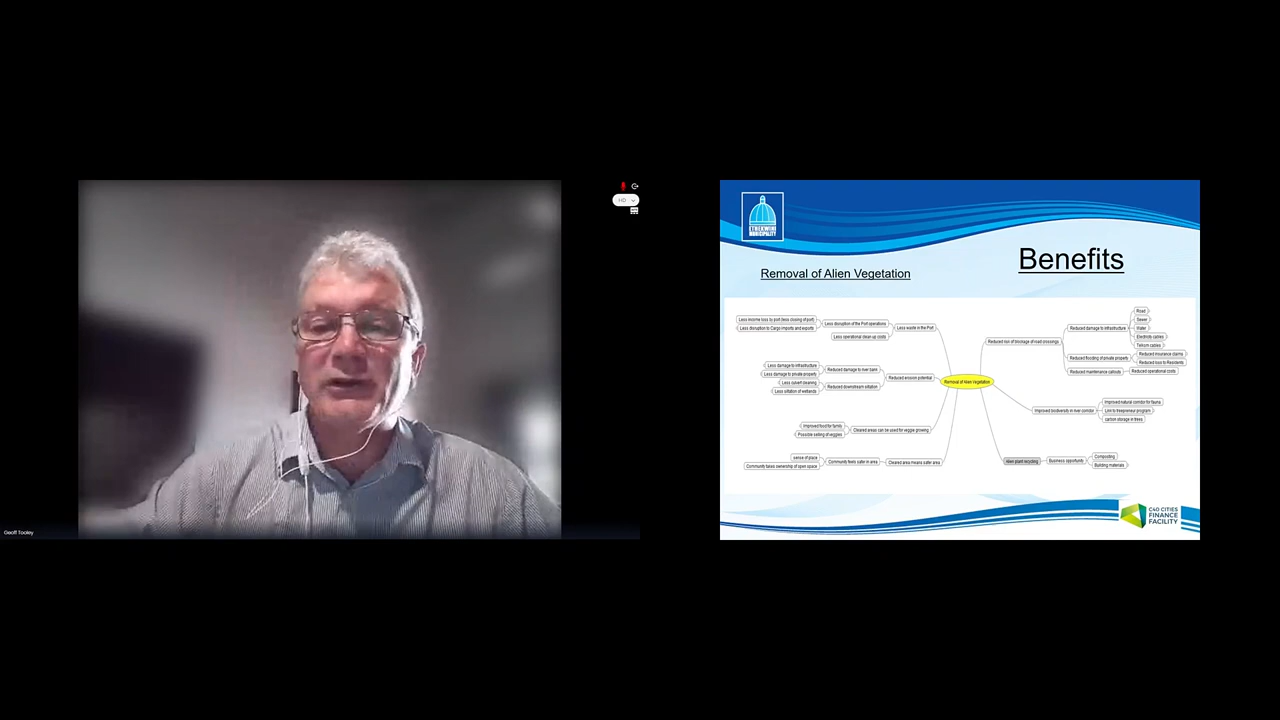 HD
Geoff Tooley
ETHEKWINI
MUNICIPALITY
Benefits
Removal of Alien Vegetation
Less income loss by port (less closing of port)
Less disruption to Cargo imports and exports
Less disruption of the Port operations
Less operational clean up costs
Less waste in the Port
Less damage to infrastructure
Less damage to private property
Reduced damage to river bank
Less culvert cleaning
Less siltation of wetlands
Reduced downstream siltation
Reduced erosion potential
Improved food for family
Possible selling of veggies
Cleared areas can be used for veggie growing
sense of place
Community takes ownership of open space
Community feels safer in area
Cleared area means safer area
Removal of Alien Vegetation
Reduced risk of blockage of road crossings
Reduced damage to infrastructure
Road
Sewer
Water
Electricity cables
Telkom cables
Reduced flooding of private property
Reduced insurance claims
Reduced loss to Residents
Reduced maintenance callouts
Reduced operational costs
Improved biodiversity in river corridor
Improved natural corridor for fauna
Link to treepreneur program
carbon storage in trees
Alien plant recycling
Business opportunity
Composting
Building materials
C40 CITIES
FINANCE
FACILITY